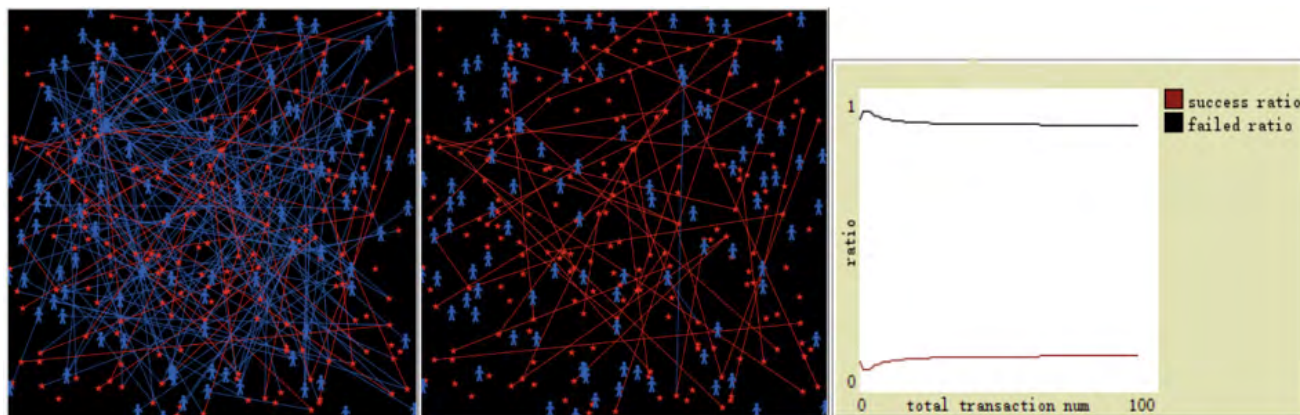 1
success ratio
failed ratio
ratio
0
0 total transaction num 100